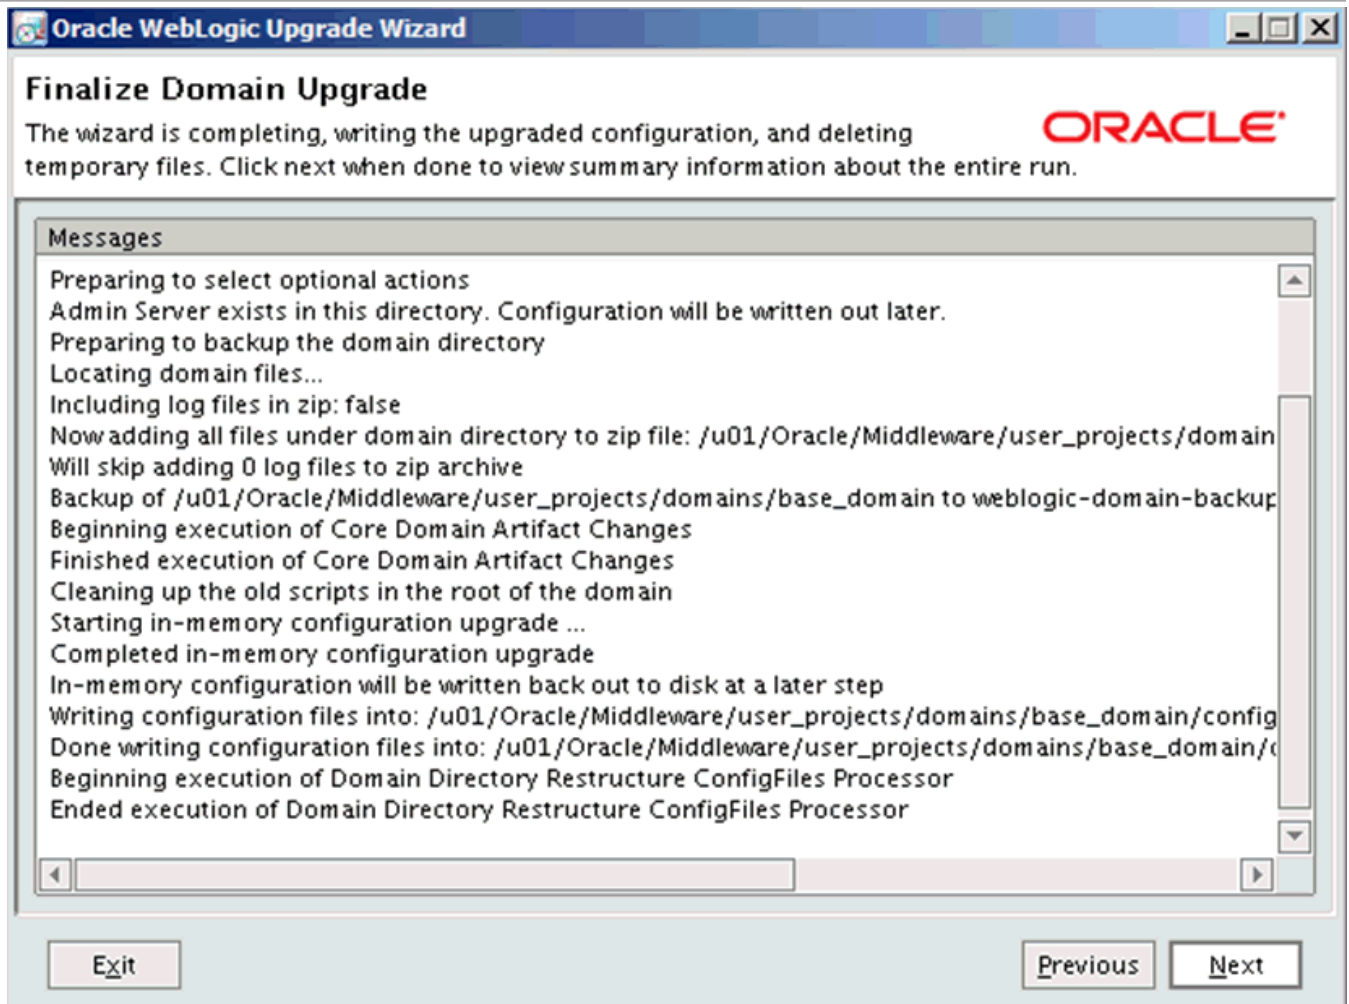 Oracle WebLogic Upgrade Wizard
Finalize Domain Upgrade
The wizard is completing, writing the upgraded configuration, and deleting
temporary files. Click next when done to view summary information about the entire run.
ORACLE
Messages
Preparing to select optional actions
Admin Server exists in this directory. Configuration will be written out later.
Preparing to backup the domain directory
Locating domain files...
Including log files in zip: false
Now adding all files under domain directory to zip file: /u01/Oracle/Middleware/user_projects/domain
Will skip adding 0 log files to zip archive
Backup of /u01/Oracle/Middleware/user_projects/domains/base_domain to weblogic-domain-backup
Beginning execution of Core Domain Artifact Changes
Finished execution of Core Domain Artifact Changes
Cleaning up the old scripts in the root of the domain
Starting in-memory configuration upgrade ...
Completed in-memory configuration upgrade
In-memory configuration will be written back out to disk at a later step
Writing configuration files into: /u01/Oracle/Middleware/user_projects/domains/base_domain/config
Done writing configuration files into: /u01/Oracle/Middleware/user_projects/domains/base_domain/c
Beginning execution of Domain Directory Restructure ConfigFiles Processor
Ended execution of Domain Directory Restructure ConfigFiles Processor
Exit
Previous
Next